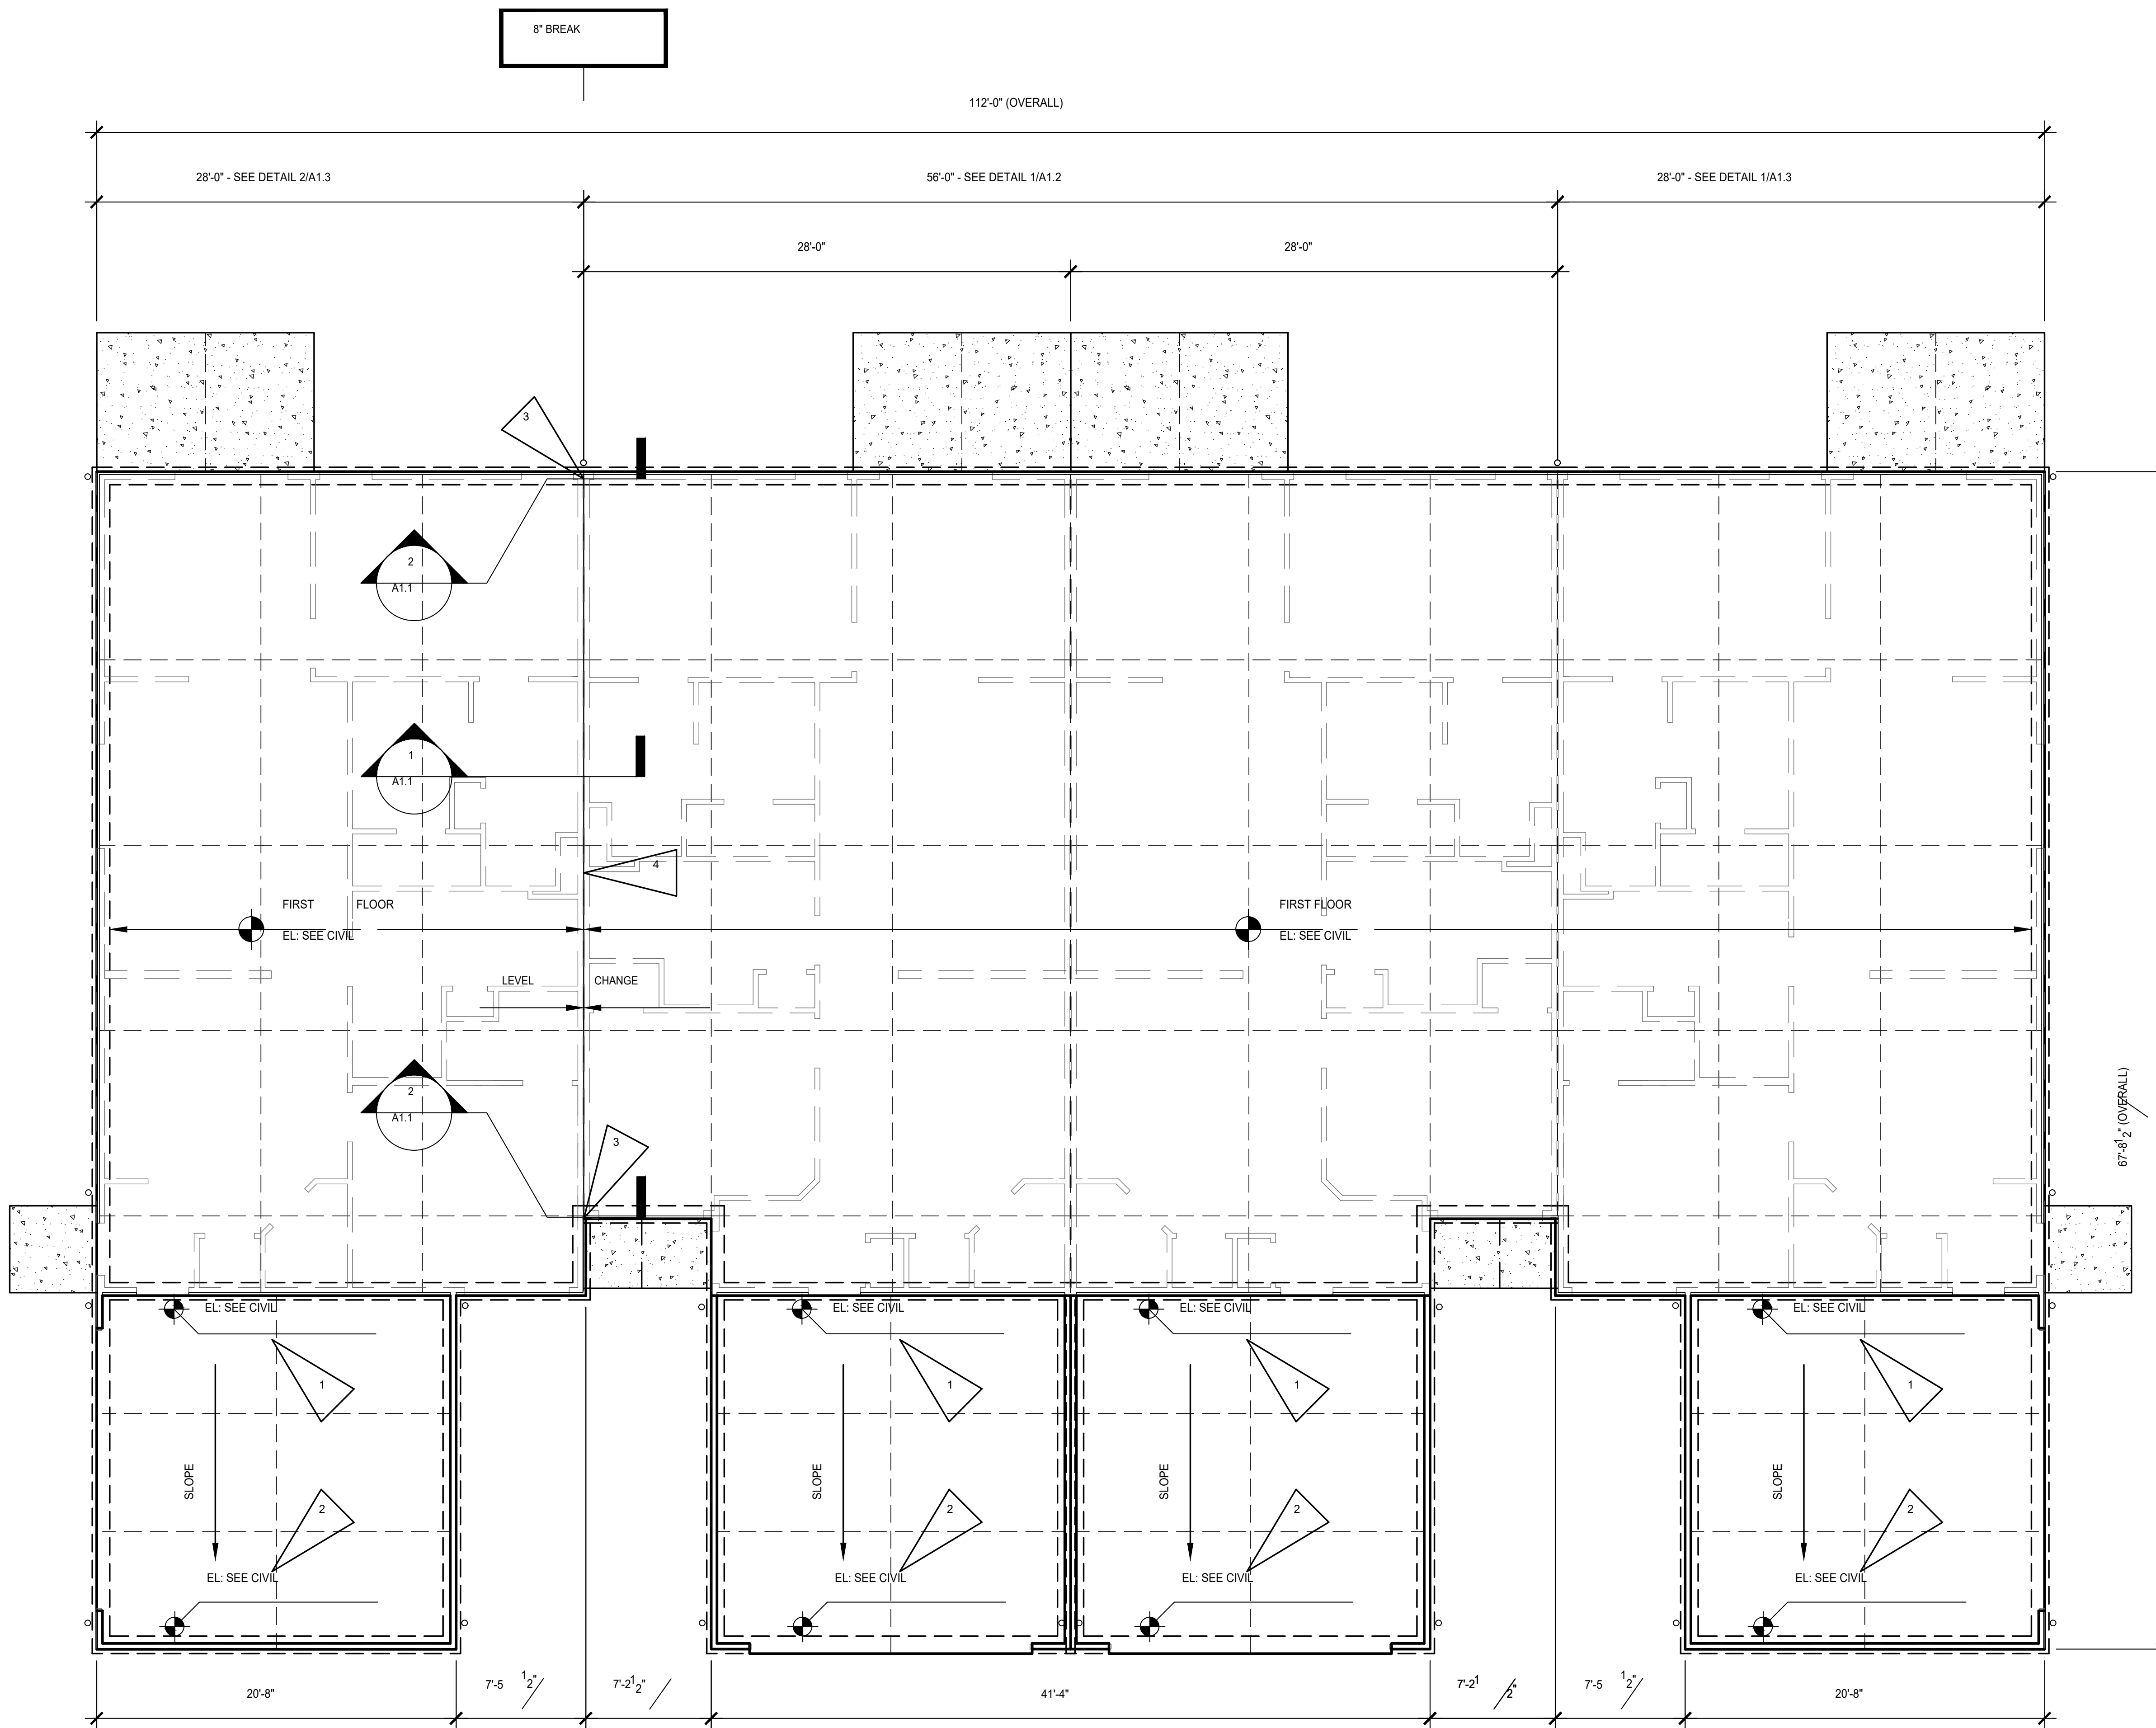 8" BREAK
112'-0" (OVERALL)
28'-0" - SEE DETAIL 2/A1.3
56'-0" - SEE DETAIL 1/A1.2
28'-0" - SEE DETAIL 1/A1.3
28'-0"
28'-0"
3
2
A1.1
1
A1.1
4
FIRST FLOOR
EL: SEE CIVIL
FIRST FLOOR
EL: SEE CIVIL
LEVEL CHANGE
2
A1.1
3
67'-8 1/2" (OVERALL)
EL: SEE CIVIL
EL: SEE CIVIL
EL: SEE CIVIL
EL: SEE CIVIL
1
1
1
1
SLOPE
SLOPE
SLOPE
SLOPE
2
2
2
2
EL: SEE CIVIL
EL: SEE CIVIL
EL: SEE CIVIL
EL: SEE CIVIL
20'-8"
7'-5 1/2"
7'-2 1/2"
41'-4"
7'-2 1/2"
7'-5 1/2"
20'-8"